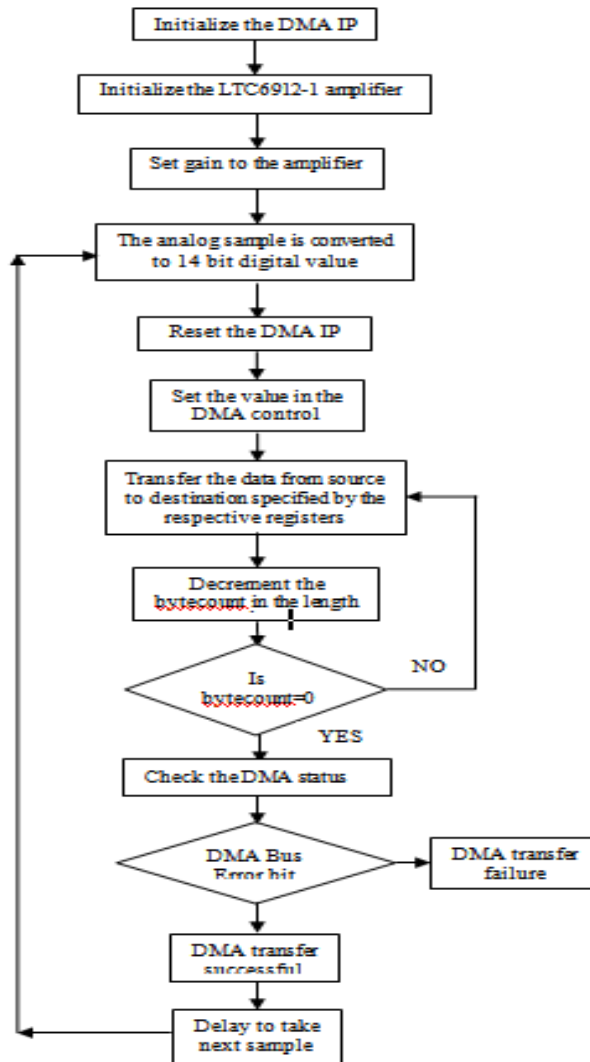 Initialize the DMA IP
Initialize the LTC6912-1 amplifier
Set gain to the amplifier
The analog sample is converted
to 14 bit digital value
Reset the DMA IP
Set the value in the
DMA control
Transfer the data from source
to destination specified by the
respective registers
Decrement the
bytecount in the length
Is
bytecount=0
NO
YES
Check the DMA status
DMA Bus
Error bit
DMA transfer
failure
DMA transfer
successful
Delay to take
next sample